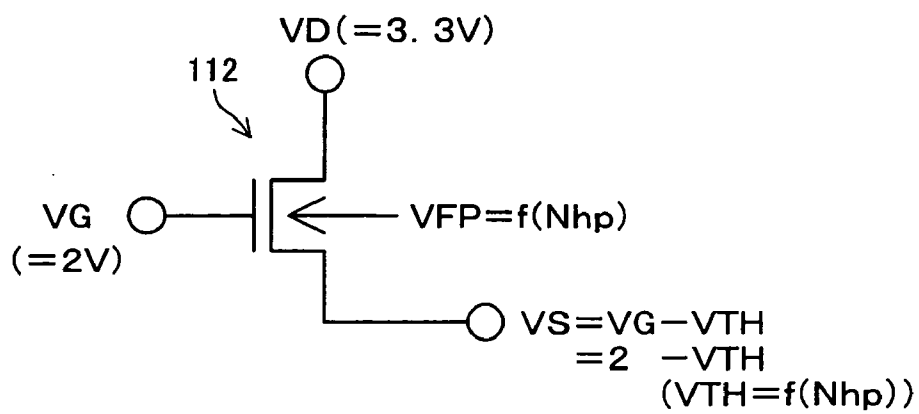 VD(=3. 3V)
112
VG
(=2V)
VFP=f(Nhp)
VS=VG-VTH
=2 -VTH
(VTH=f(Nhp))